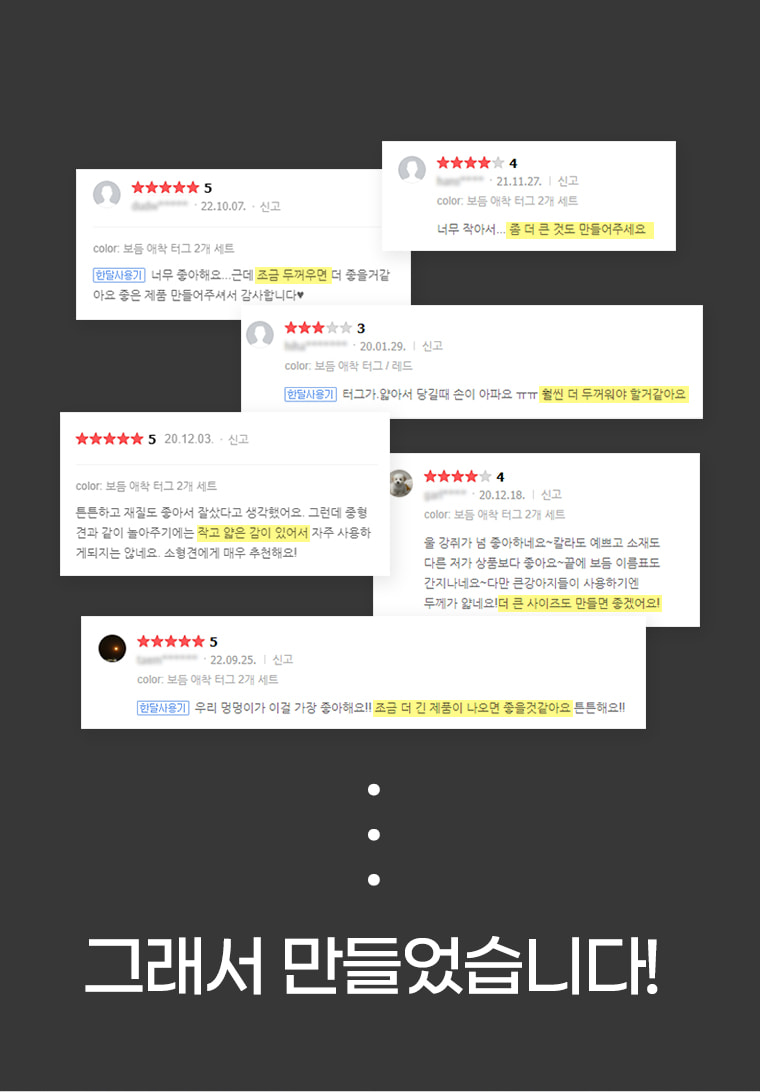 5
22.10.07. · 신고
color: 보듬 애착 터그 2개 세트
한달사용기 너무 좋아해요...근데 조금 두꺼우면 더 좋을거같
아요 좋은 제품 만들어주셔서 감사합니다♥
4
21.11.27. | 신고
color: 보듬 애착 터그 2개 세트
너무 작아서... 좀 더 큰 것도 만들어주세요
3
· 20.01.29. | 신고
color: 보듬 애착 터그 / 레드
한달사용기 터그가.얇아서 당길때 손이 아파요 ㅠㅠ 훨씬 더 두꺼워야 할거같아요
5 20.12.03. · 신고
color: 보듬 애착 터그 2개 세트
튼튼하고 재질도 좋아서 잘샀다고 생각했어요. 그런데 중형
견과 같이 놀아주기에는 작고 얇은 감이 있어서 자주 사용하
게되지는 않네요. 소형견에게 매우 추천해요!
4
· 20.12.18. | 신고
color: 보듬 애착 터그 2개 세트
울 강쥐가 넘 좋아하네요~칼라도 예쁘고 소재도
다른 저가 상품보다 좋아요~끝에 보듬 이름표도
간지나네요~다만 큰강아지들이 사용하기엔
두께가 얇네요!더 큰 사이즈도 만들면 좋겠어요!
5
· 22.09.25. | 신고
color: 보듬 애착 터그 2개 세트
한달사용기 우리 멍멍이가 이걸 가장 좋아해요!! 조금 더 긴 제품이 나오면 좋을것같아요 튼튼해요!!
그래서 만들었습니다!